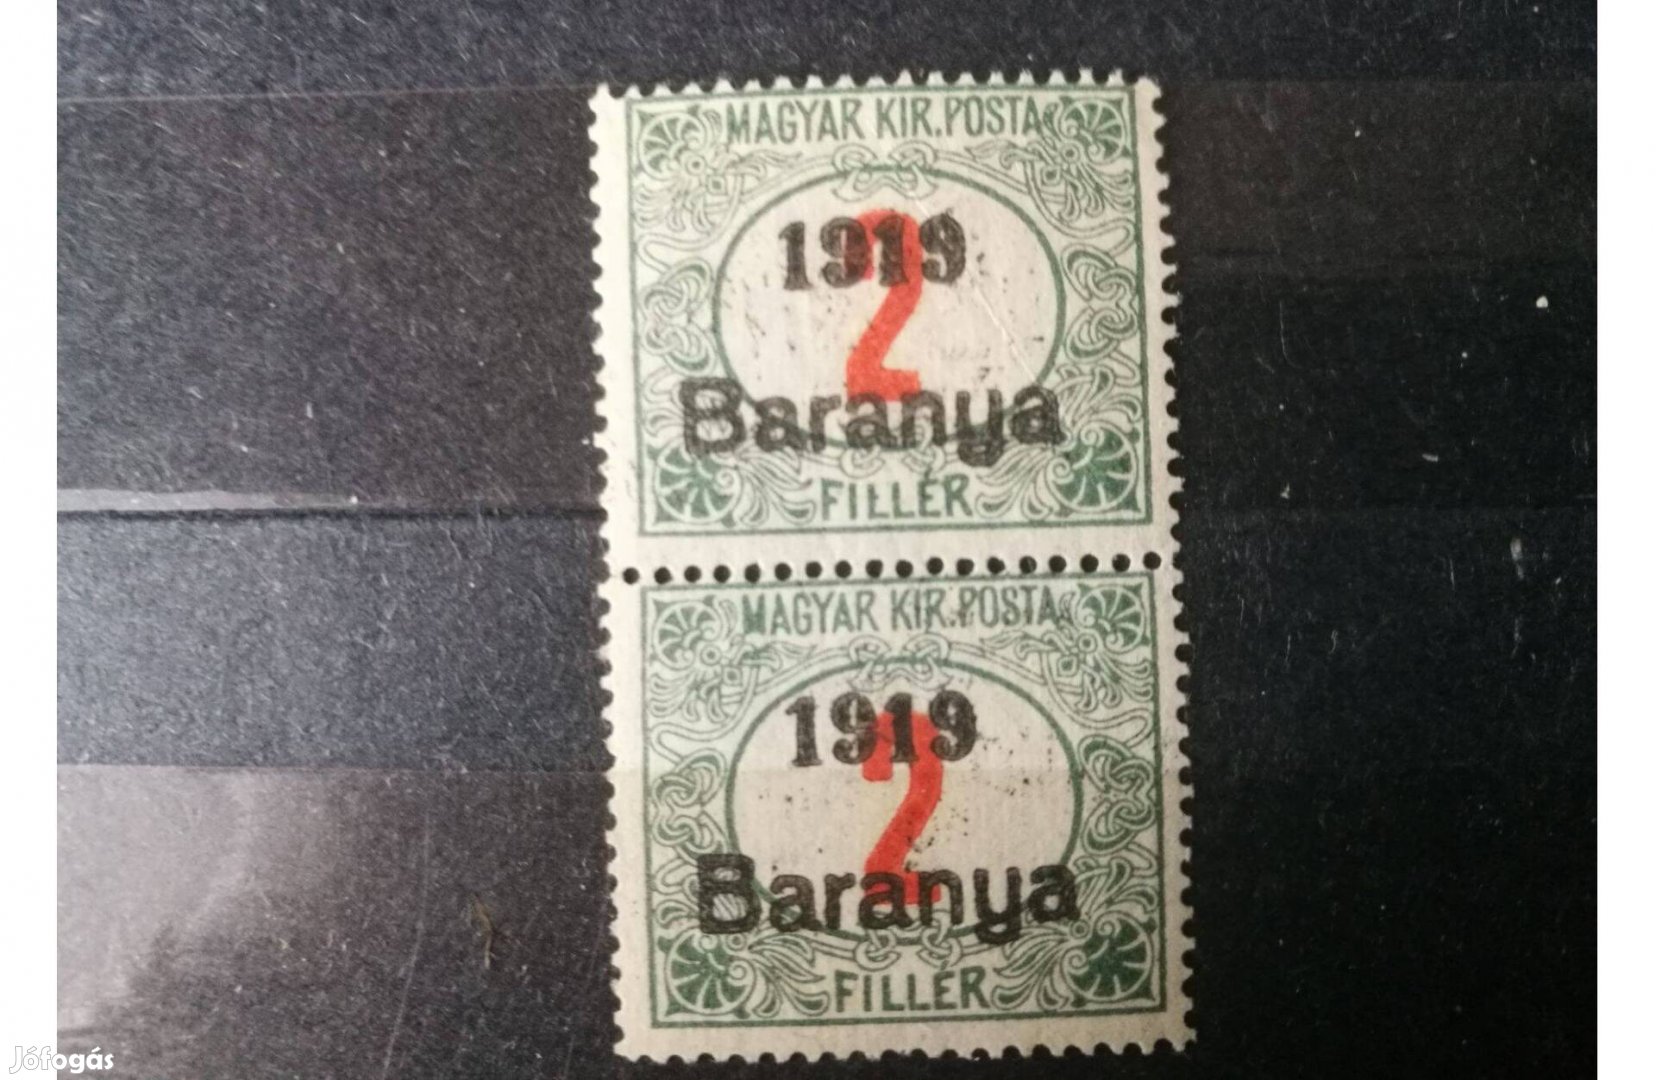 MAGYAR KIR. POSTA
1919
2
Baranya
FILLÉR
MAGYAR KIR. POSTA
1919
2
Baranya
FILLÉR
Jófogás